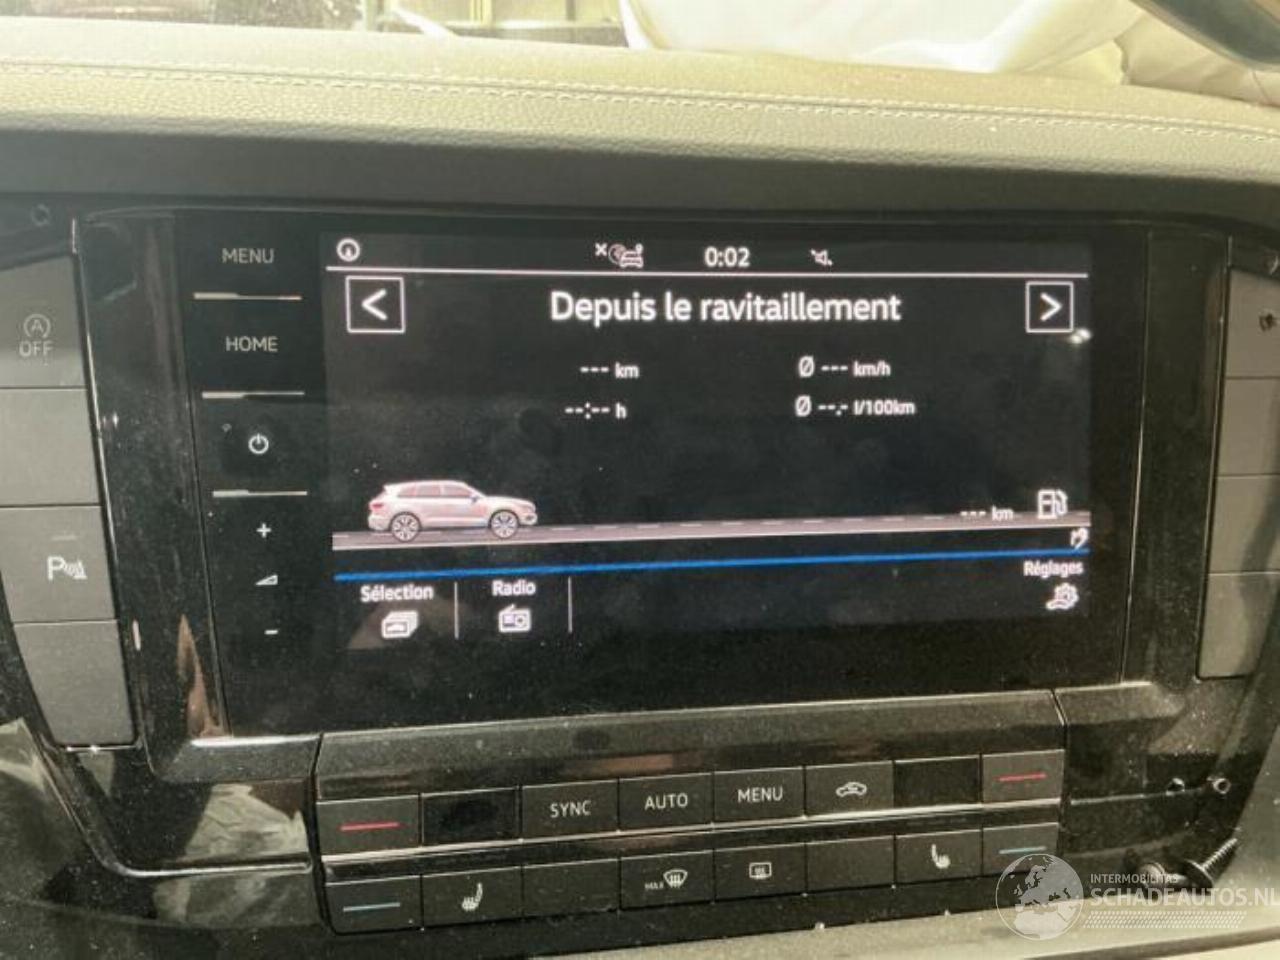 MENU
0:02
Depuis le ravitaillement
HOME
--- km
Ø --- km/h
--:-- h
Ø --.- l/100km
A
OFF
+
--- km
P
-
Sélection
Radio
Réglages
SYNC
AUTO
MENU
MAX
INTERMOBILITAS
SCHADEAUTOS.NL